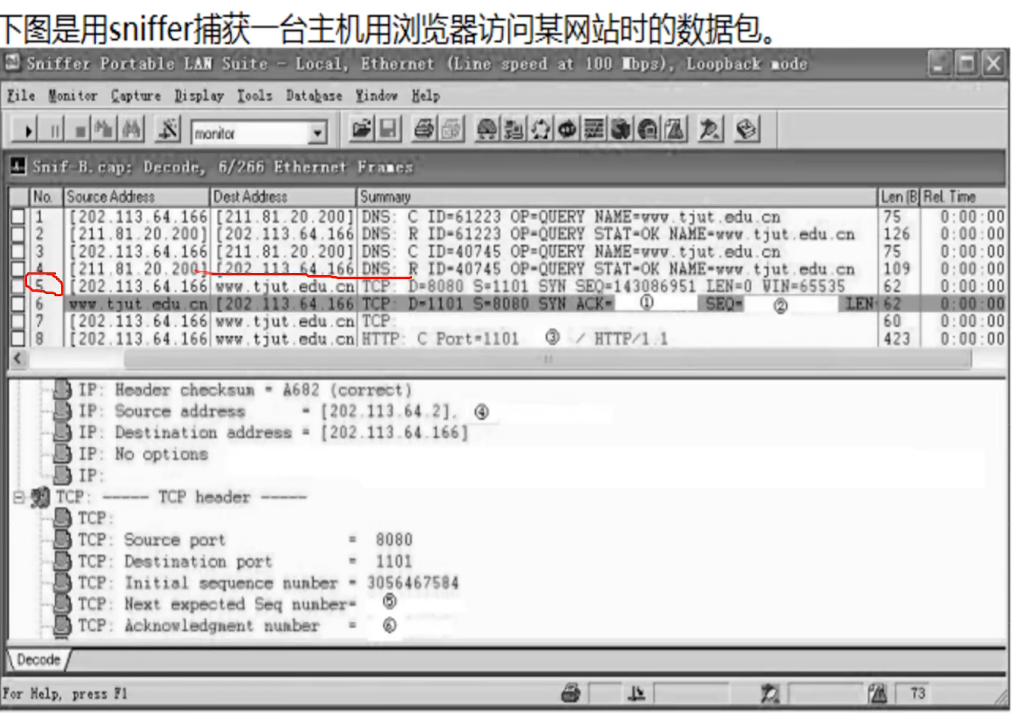 下图是用sniffer捕获一台主机用浏览器访问某网站时的数据包。
Sniffer Portable LAN Suite - Local, Ethernet (Line speed at 100 Mbps), Loopback mode
File Monitor Capture Display Tools Database Window Help
monitor
Snif-B.cap: Decode, 6/266 Ethernet Frames
No. Source Address Dest Address Summary Len [B Rel. Time
1 [202.113.64.166 [211.81.20.200] DNS: C ID=61223 OP=QUERY NAME=www.tjut.edu.cn 75 0:00:00
2 [211.81.20.200] [202.113.64.166 DNS: R ID=61223 OP=QUERY STAT=OK NAME=www.tjut.edu.cn 126 0:00:00
3 [202.113.64.166 [211.81.20.200] DNS: C ID=40745 OP=QUERY NAME=www.tjut.edu.cn 75 0:00:00
4 [211.81.20.200 [202.113.64.166 DNS: R ID=40745 OP=QUERY STAT=OK NAME=www.tjut.edu.cn 109 0:00:00
5 [202.113.64.166 www.tjut.edu.cn TCP: D=8080 S=1101 SYN SEQ=143086951 LEN=0 WIN=65535 62 0:00:00
6 www.tjut.edu.cn [202.113.64.166 TCP: D=1101 S=8080 SYN ACK= ① SEQ= ② LEN 62 0:00:00
7 [202.113.64.166 www.tjut.edu.cn TCP: 60 0:00:00
8 [202.113.64.166 www.tjut.edu.cn HTTP: C Port=1101 ③ / HTTP/1.1 423 0:00:00
IP: Header checksum = A682 (correct)
IP: Source address = [202.113.64.2]. ④
IP: Destination address = [202.113.64.166]
IP: No options
IP:
TCP: ----- TCP header -----
TCP:
TCP: Source port = 8080
TCP: Destination port = 1101
TCP: Initial sequence number = 3056467584
TCP: Next expected Seq number= ⑤
TCP: Acknowledgment number = ⑥
Decode
For Help, press F1 73